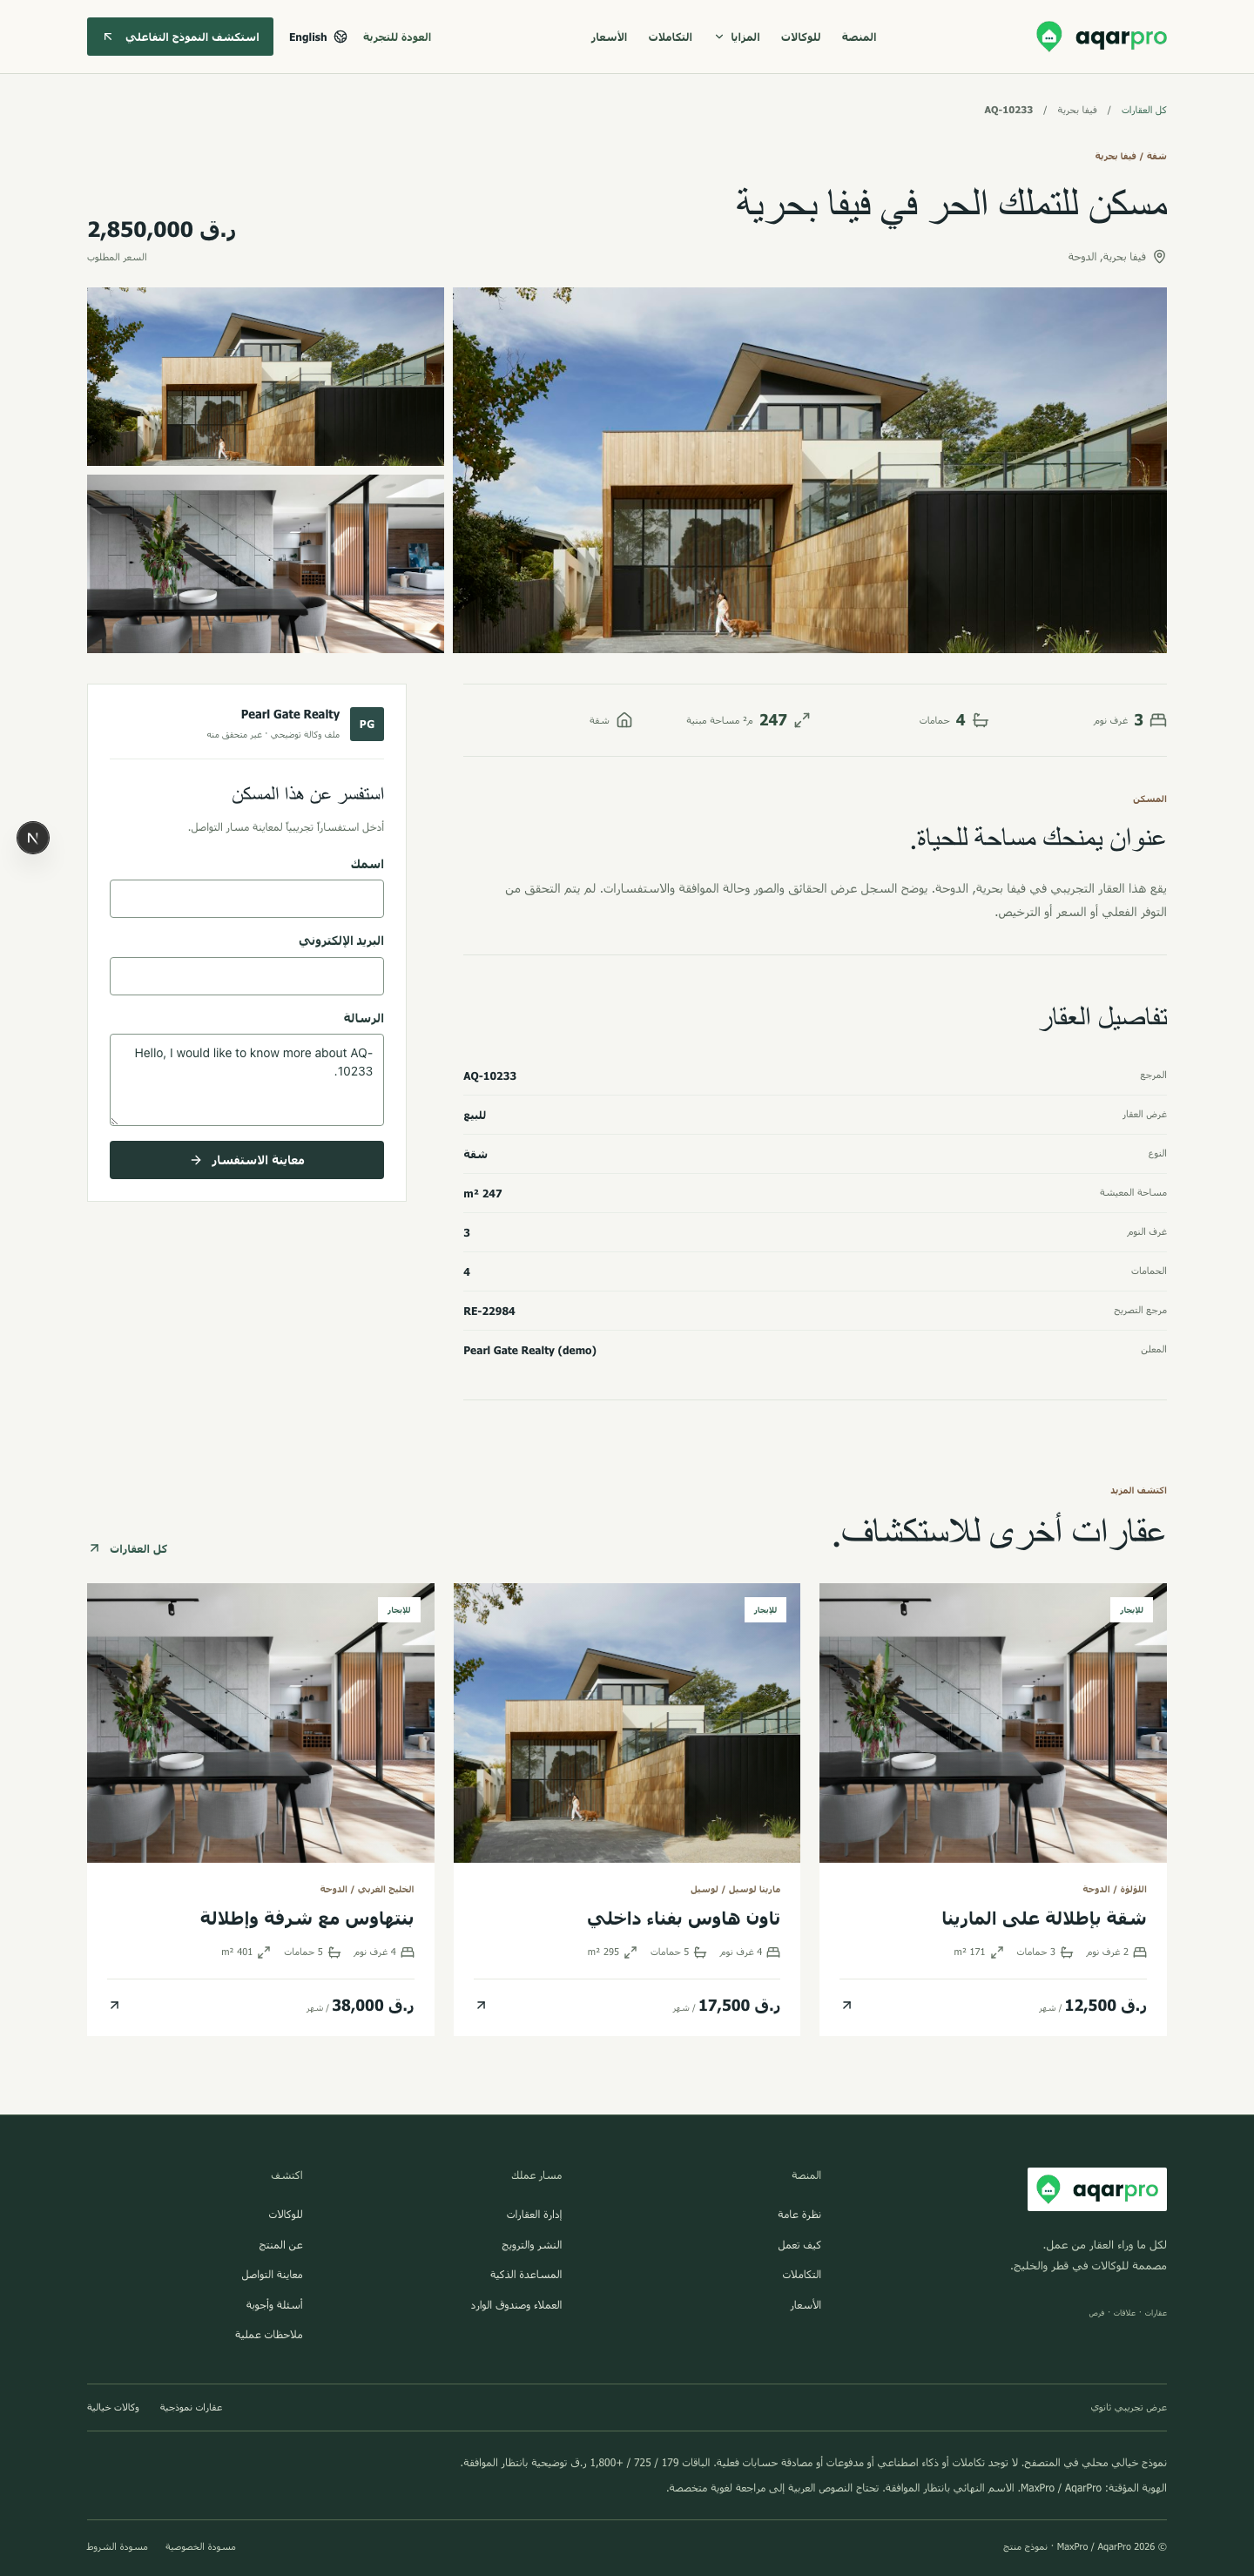 aqarpro
المنصة
للوكالات
المزايا
التكاملات
الأسعار
العودة للتجربة
English
استكشف النموذج التفاعلي
كل العقارات / فيفا بحرية / AQ-10233
شقة / فيفا بحرية
مسكن للتملك الحر في فيفا بحرية
فيفا بحرية, الدوحة
ر.ق 2,850,000
السعر المطلوب
3 غرف نوم
4 حمامات
247 م² مساحة مبنية
شقة
المسكن
عنوان يمنحك مساحة للحياة.
يقع هذا العقار التجريبي في فيفا بحرية, الدوحة. يوضح السجل عرض الحقائق والصور وحالة الموافقة والاستفسارات. لم يتم التحقق من
التوفر الفعلي أو السعر أو الترخيص.
تفاصيل العقار
المرجع AQ-10233
غرض العقار للبيع
النوع شقة
مساحة المعيشة 247 m²
غرف النوم 3
الحمامات 4
مرجع التصريح RE-22984
المعلن Pearl Gate Realty (demo)
PG
Pearl Gate Realty
ملف وكالة توضيحي · غير متحقق منه
استفسر عن هذا المسكن
أدخل استفساراً تجريبياً لمعاينة مسار التواصل.
اسمك
البريد الإلكتروني
الرسالة
Hello, I would like to know more about AQ-
10233.
معاينة الاستفسار
اكتشف المزيد
عقارات أخرى للاستكشاف.
كل العقارات
للإيجار
اللؤلؤة / الدوحة
شقة بإطلالة على المارينا
2 غرف نوم
3 حمامات
171 m²
ر.ق 12,500 / شهر
للإيجار
مارينا لوسيل / لوسيل
تاون هاوس بفناء داخلي
4 غرف نوم
5 حمامات
295 m²
ر.ق 17,500 / شهر
للإيجار
الخليج الغربي / الدوحة
بنتهاوس مع شرفة وإطلالة
4 غرف نوم
5 حمامات
401 m²
ر.ق 38,000 / شهر
aqarpro
لكل ما وراء العقار من عمل.
مصممة للوكالات في قطر والخليج.
عقارات · علاقات · فرص
المنصة
نظرة عامة
كيف تعمل
التكاملات
الأسعار
مسار عملك
إدارة العقارات
النشر والترويج
المساعدة الذكية
العملاء وصندوق الوارد
اكتشف
للوكالات
عن المنتج
معاينة التواصل
أسئلة وأجوبة
ملاحظات عملية
عرض تجريبي ثانوي
عقارات نموذجية
وكالات خيالية
نموذج خيالي محلي في المتصفح. لا توجد تكاملات أو ذكاء اصطناعي أو مدفوعات أو مصادقة حسابات فعلية. الباقات 179 / 725 / +1,800 ر.ق توضيحية بانتظار الموافقة.
الهوية المؤقتة: MaxPro / AqarPro. الاسم النهائي بانتظار الموافقة. تحتاج النصوص العربية إلى مراجعة لغوية متخصصة.
© 2026 MaxPro / AqarPro · نموذج منتج
مسودة الخصوصية
مسودة الشروط